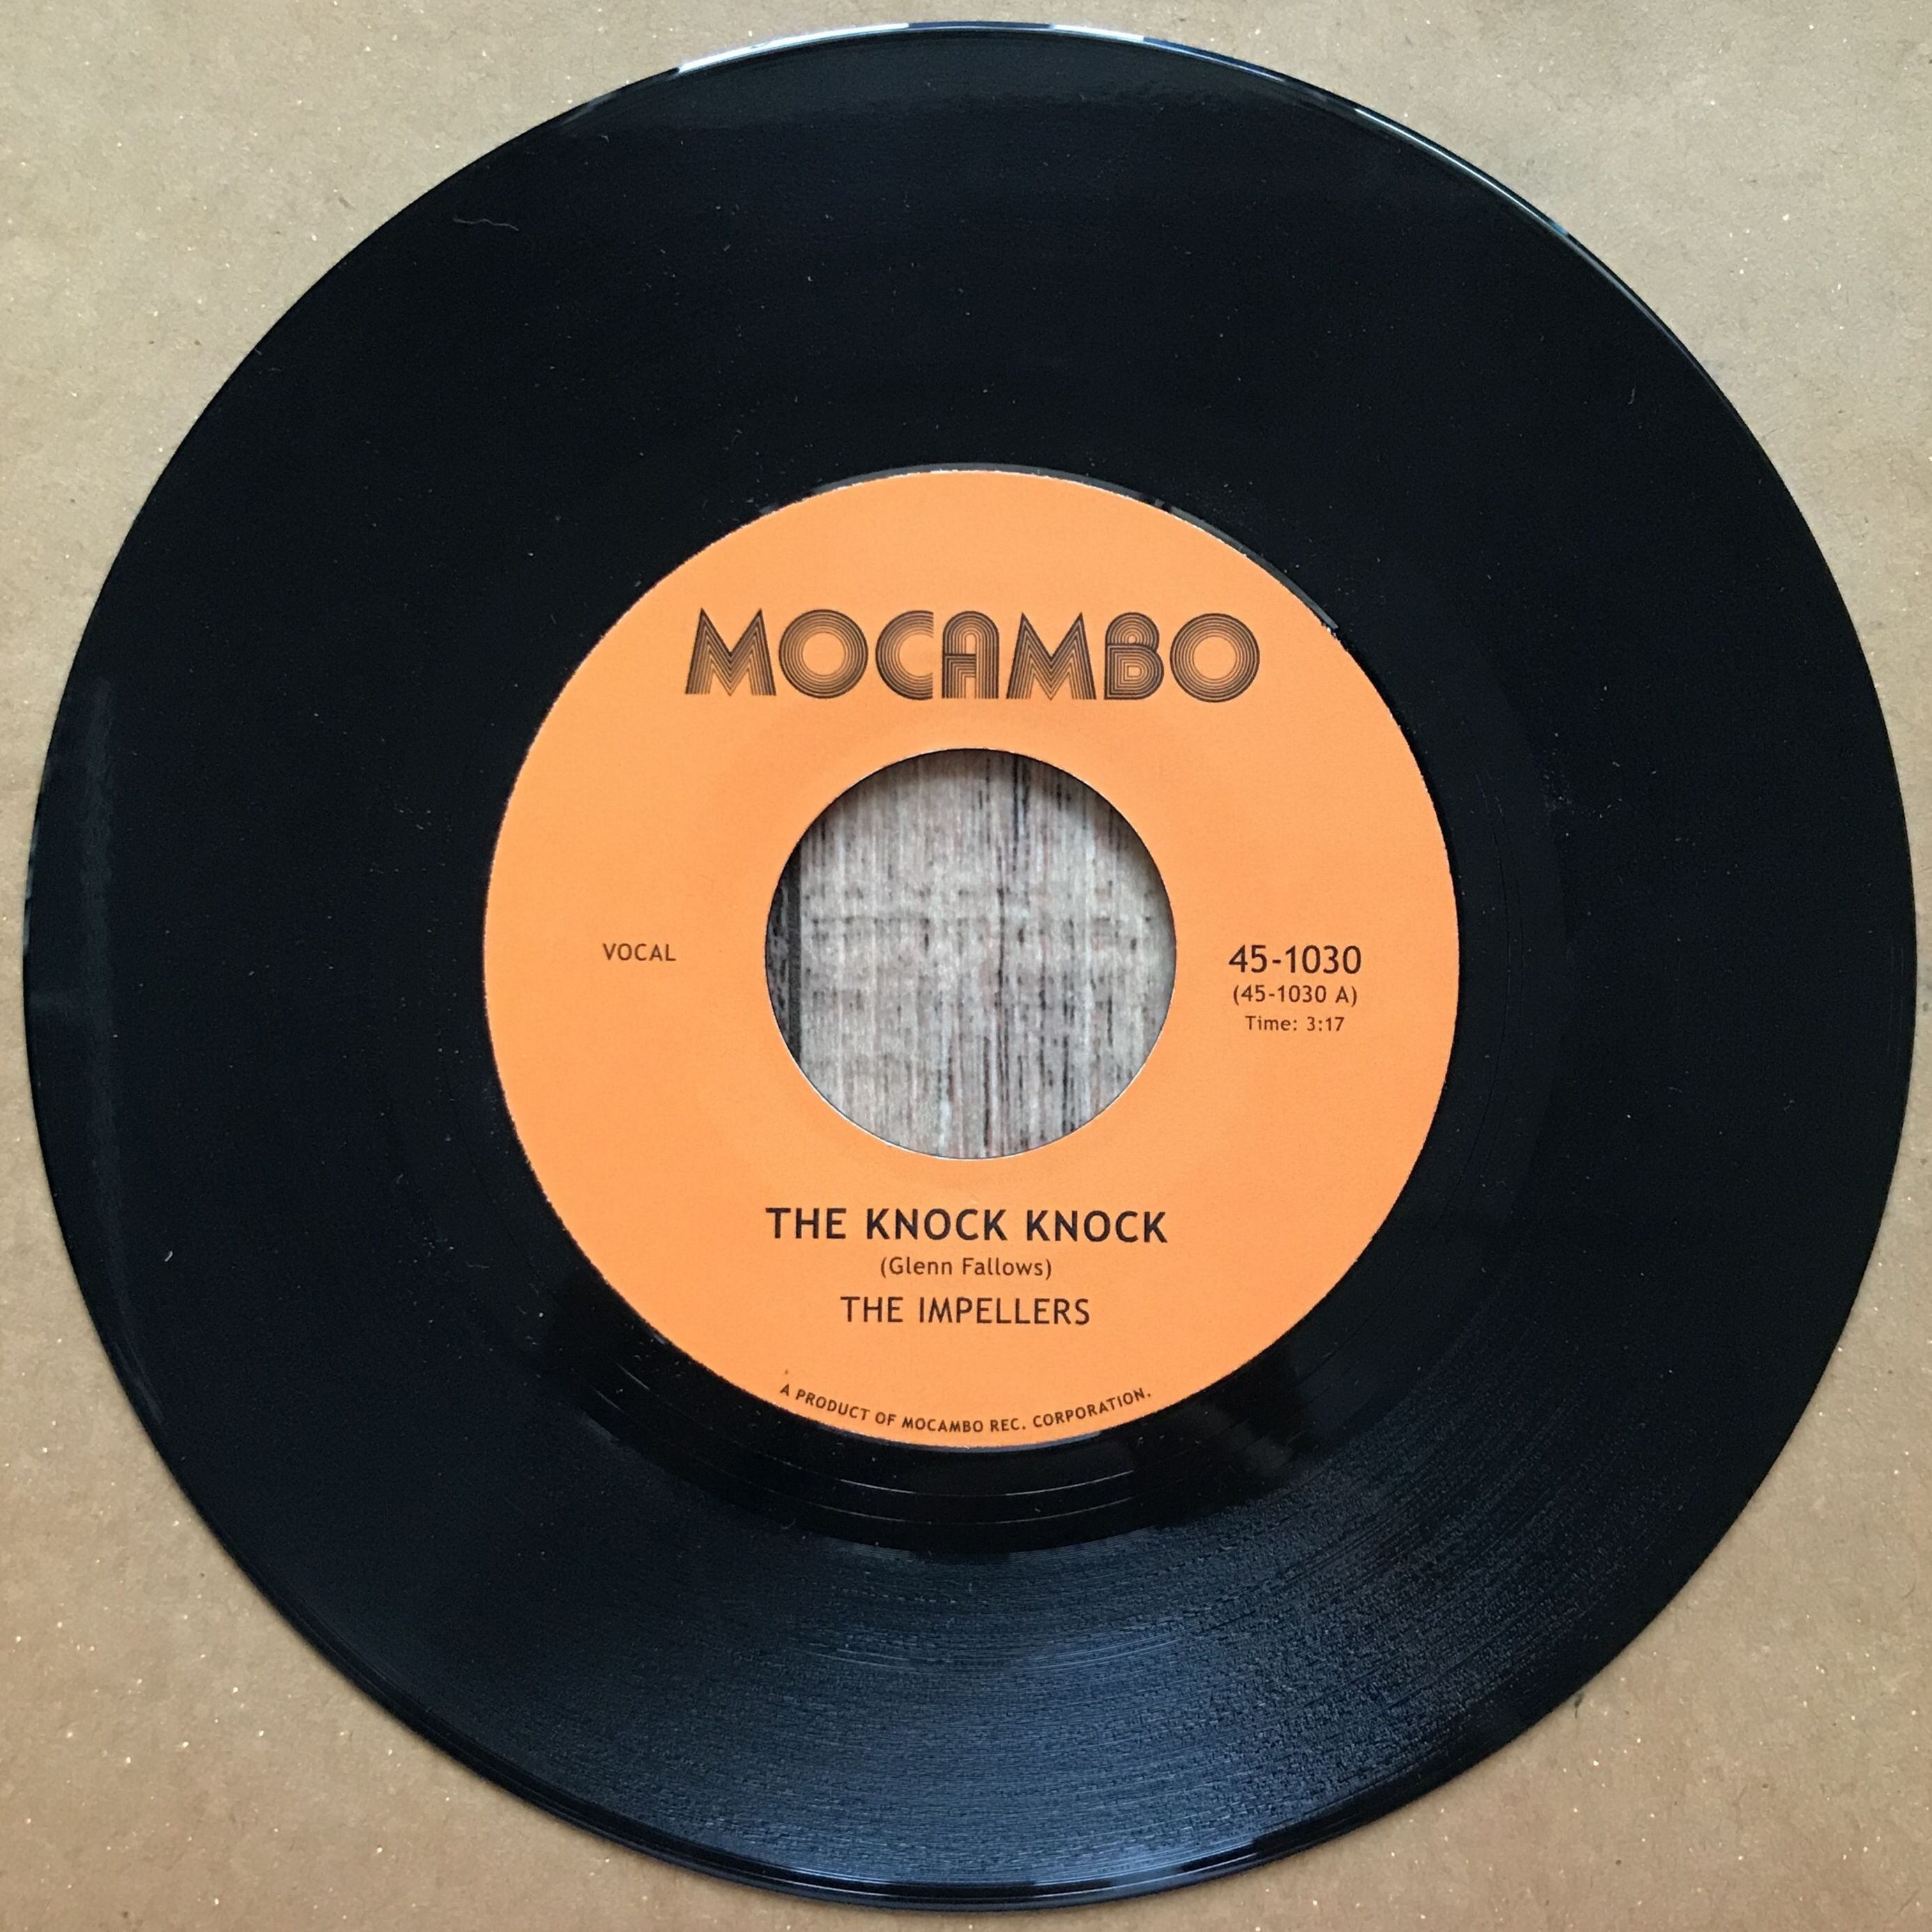 MOCAMBO
VOCAL
45-1030
(45-1030 A)
Time: 3:17
THE KNOCK KNOCK
(Glenn Fallows)
THE IMPELLERS
A PRODUCT OF MOCAMBO REC. CORPORATION.